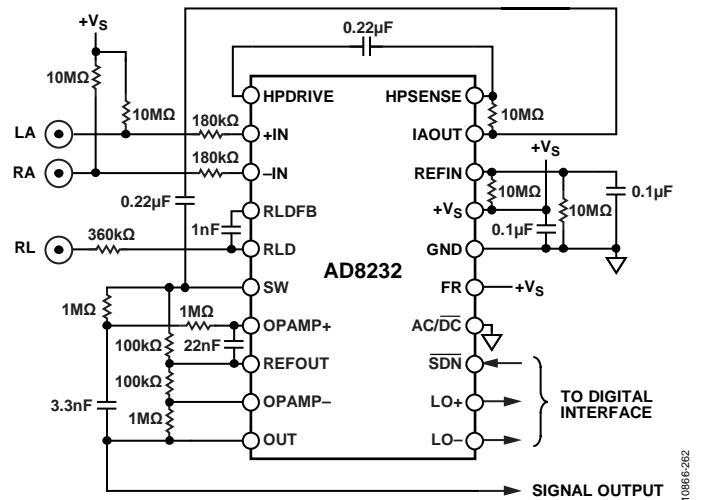 +VS
0.22µF
10MΩ
10MΩ
180kΩ
LA
180kΩ
RA
0.22µF
1nF
360kΩ
RL
1MΩ
1MΩ
100kΩ
22nF
100kΩ
3.3nF
1MΩ
HPDRIVE
+IN
–IN
RLDFB
RLD
SW
OPAMP+
REFOUT
OPAMP–
OUT
AD8232
HPSENSE
IAOUT
REFIN
+VS
GND
FR
AC/DC
SDN
LO+
LO–
10MΩ
+VS
10MΩ
0.1µF
10MΩ
0.1µF
+VS
TO DIGITAL
INTERFACE
SIGNAL OUTPUT
10866-262